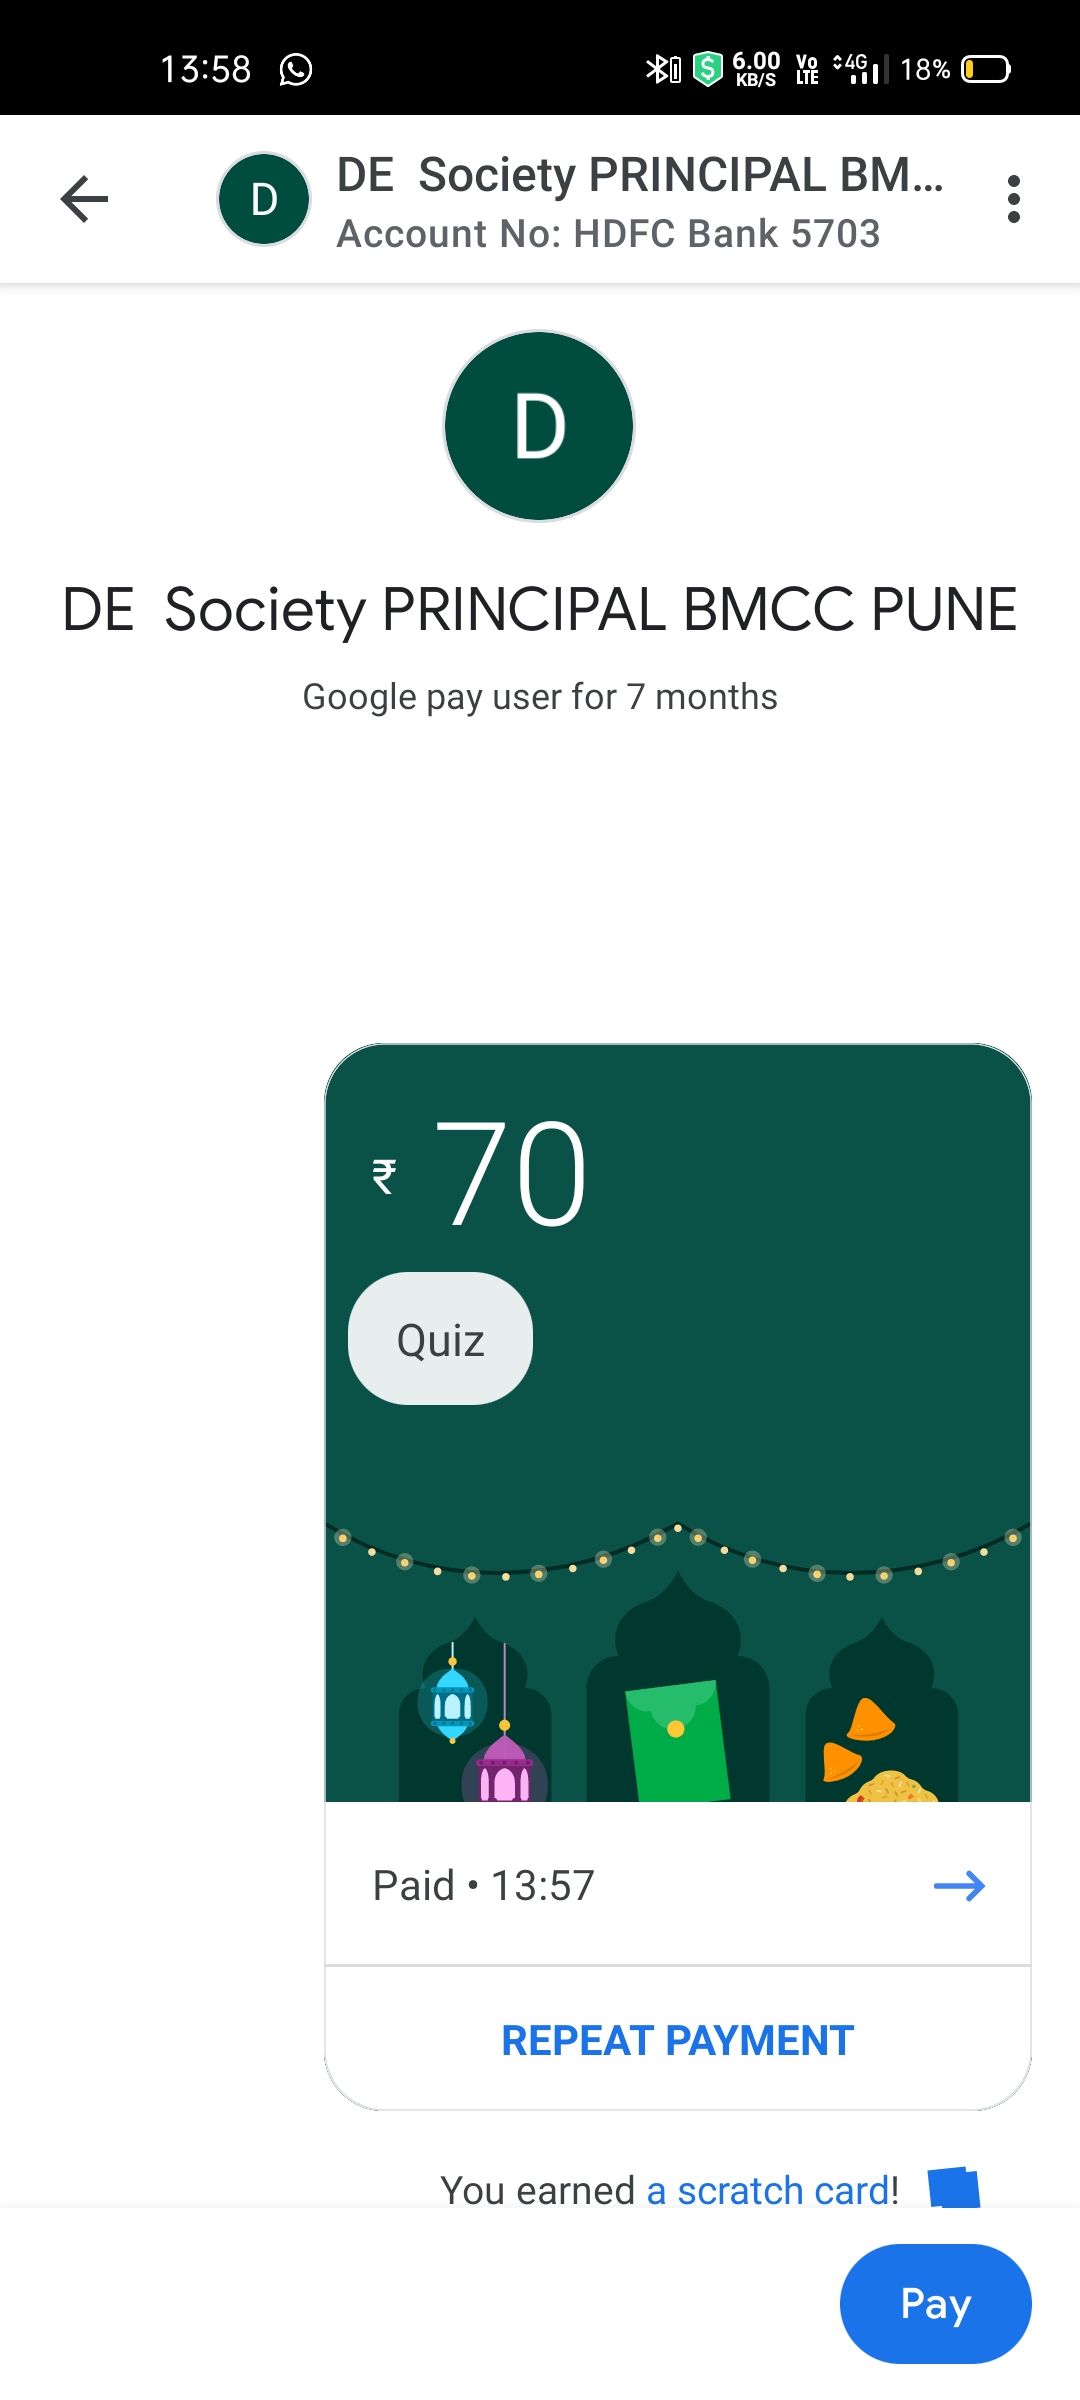 13:58 6.00 KB/S Vo LTE 4G 18%
D DE Society PRINCIPAL BM...
Account No: HDFC Bank 5703
D
DE Society PRINCIPAL BMCC PUNE
Google pay user for 7 months
₹ 70
Quiz
Paid • 13:57
REPEAT PAYMENT
You earned a scratch card!
Pay